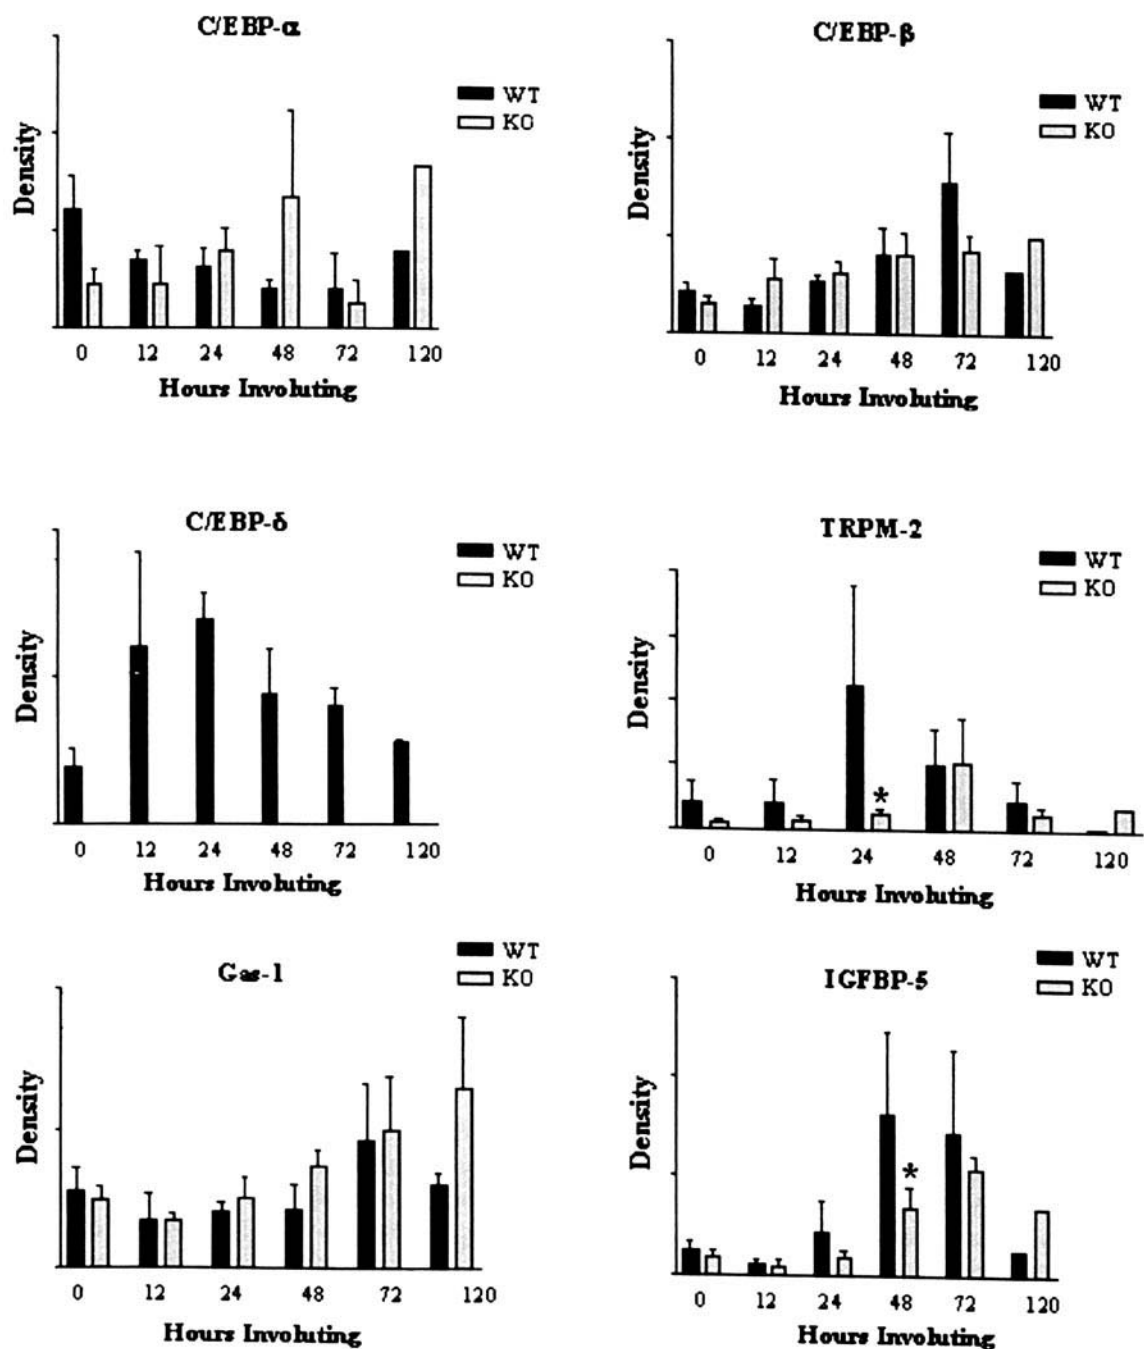 C/EBP-α
WT
KO
Density
0 12 24 48 72 120
Hours Involuting
C/EBP-β
WT
KO
Density
0 12 24 48 72 120
Hours Involuting
C/EBP-δ
WT
KO
Density
0 12 24 48 72 120
Hours Involuting
TRPM-2
WT
KO
Density
*
0 12 24 48 72 120
Hours Involuting
Gas-1
WT
KO
Density
0 12 24 48 72 120
Hours Involuting
IGFBP-5
WT
KO
Density
*
0 12 24 48 72 120
Hours Involuting